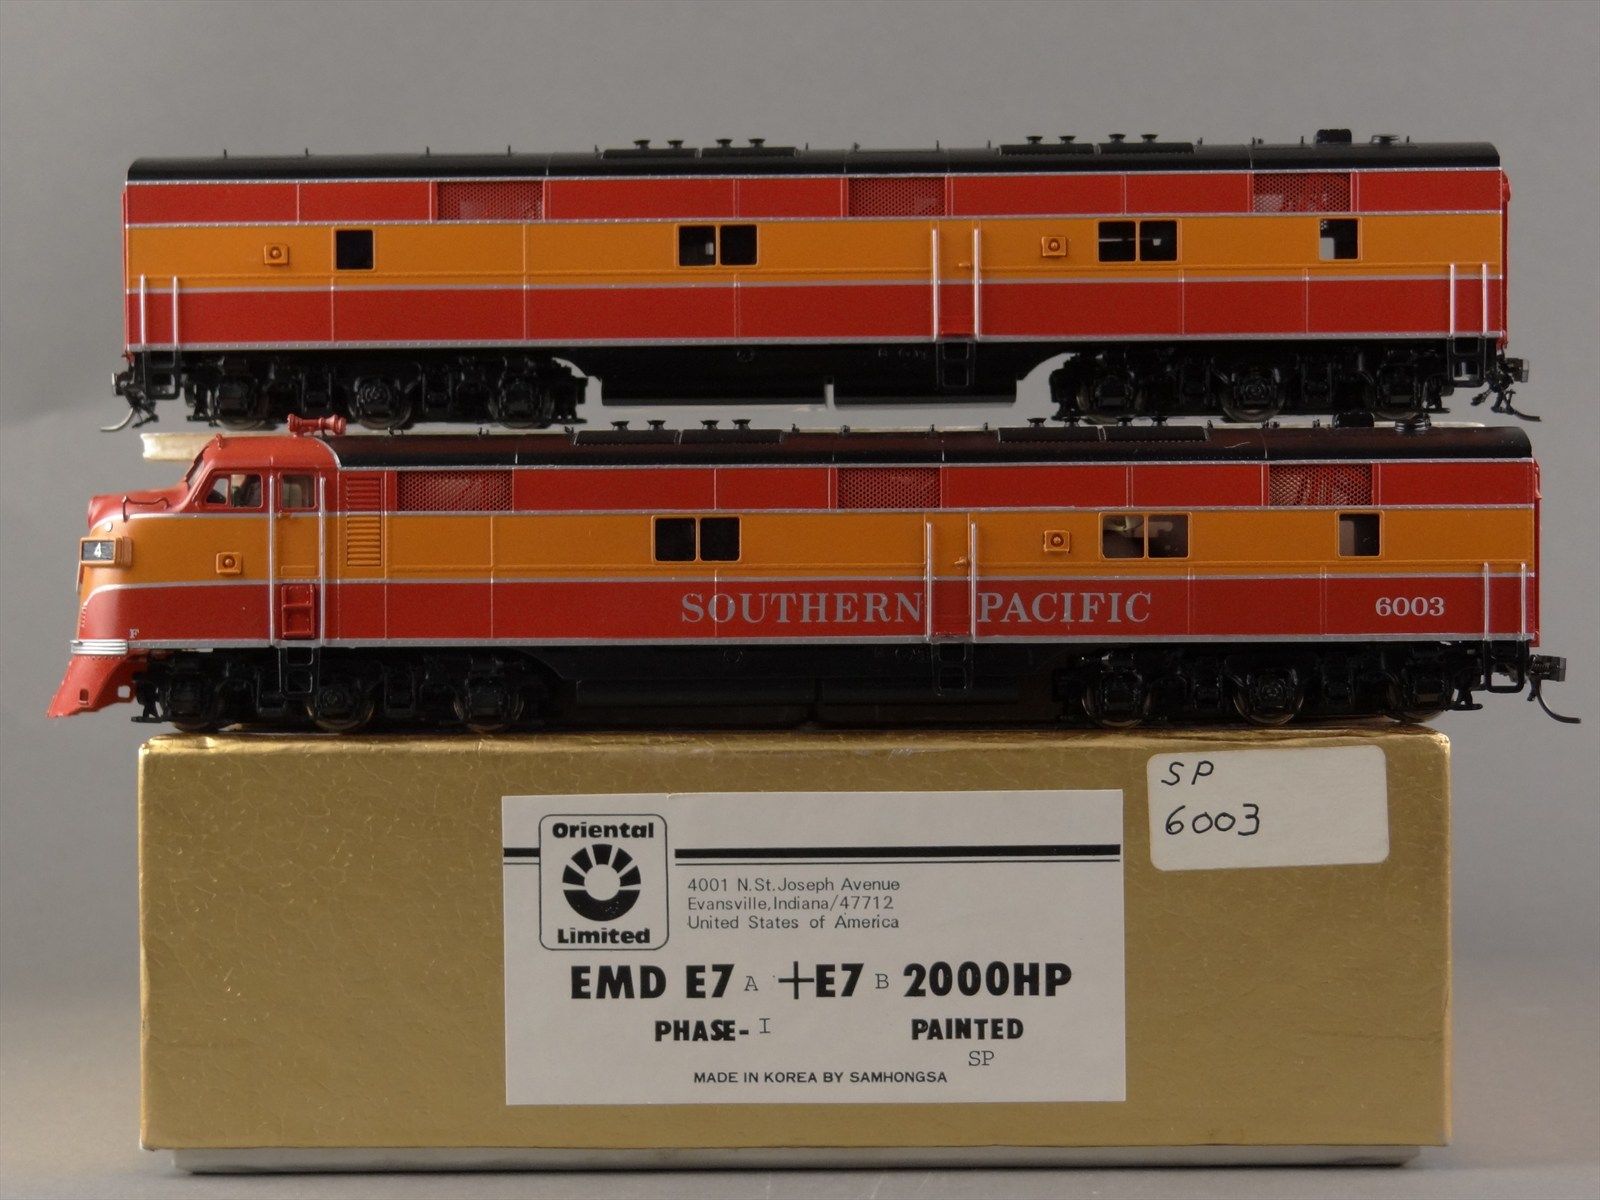 4
F
SOUTHERN PACIFIC
6003
SP
6003
Oriental
Limited
4001 N.St.Joseph Avenue
Evansville,Indiana/47712
United States of America
EMD E7 A +E7 B 2000HP
PHASE- I PAINTED
SP
MADE IN KOREA BY SAMHONGSA